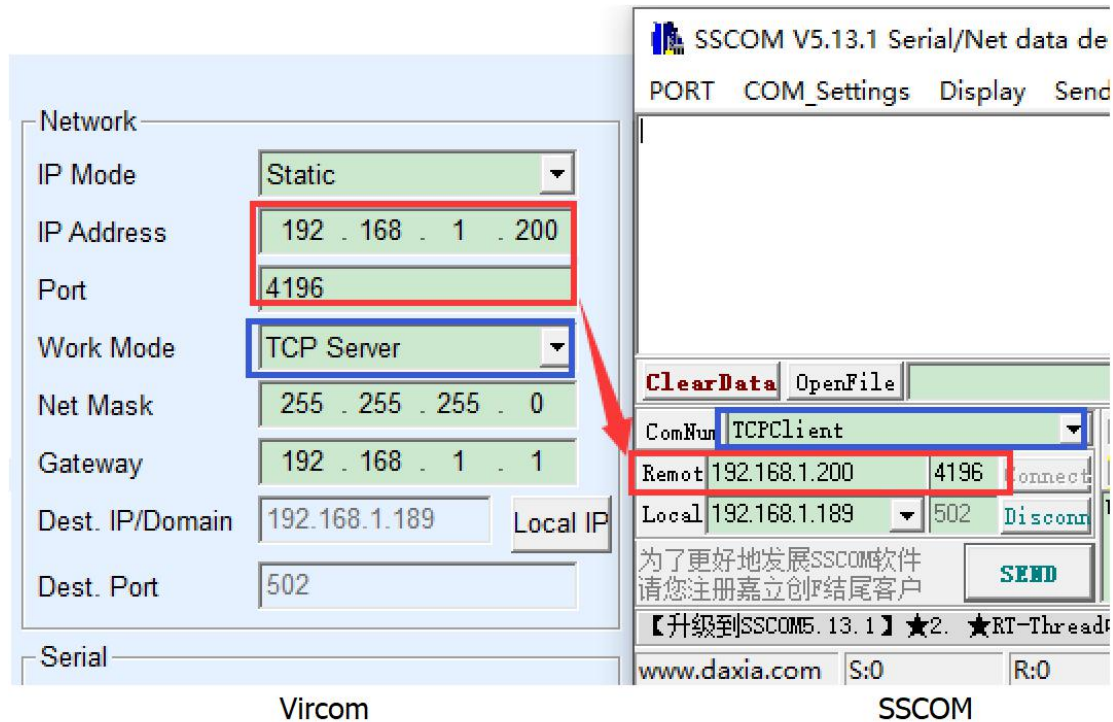 SSCOM V5.13.1 Serial/Net data de
PORT COM_Settings Display Send
Network
IP Mode Static
IP Address 192 . 168 . 1 . 200
Port 4196
Work Mode TCP Server
Net Mask 255 . 255 . 255 . 0
Gateway 192 . 168 . 1 . 1
Dest. IP/Domain 192.168.1.189 Local IP
Dest. Port 502
Serial
ClearData OpenFile
ComNum TCPClient
Remot 192.168.1.200 4196 Connect
Local 192.168.1.189 502 Disconn
为了更好地发展SSCOM软件
请您注册嘉立创F结尾客户
SEND
【升级到SSCOM5.13.1】★2. ★RT-Thread
www.daxia.com S:0 R:0
Vircom SSCOM